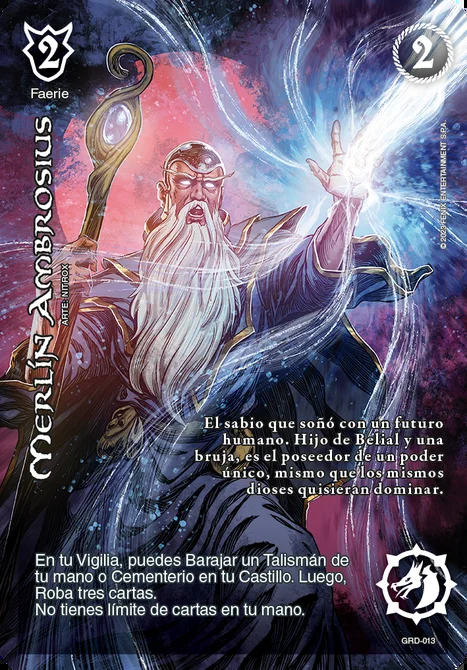 2
2
Faerie
© 2023 FENIX ENTERTAINMENT S.P.A.
Merlín Ambrosius
ARTE: NITROX
El sabio que soñó con un futuro
humano. Hijo de Bélial y una
bruja, es el poseedor de un poder
único, mismo que los mismos
dioses quisieran dominar.
En tu Vigilia, puedes Barajar un Talismán de
tu mano o Cementerio en tu Castillo. Luego,
Roba tres cartas.
No tienes límite de cartas en tu mano.
GRD-013